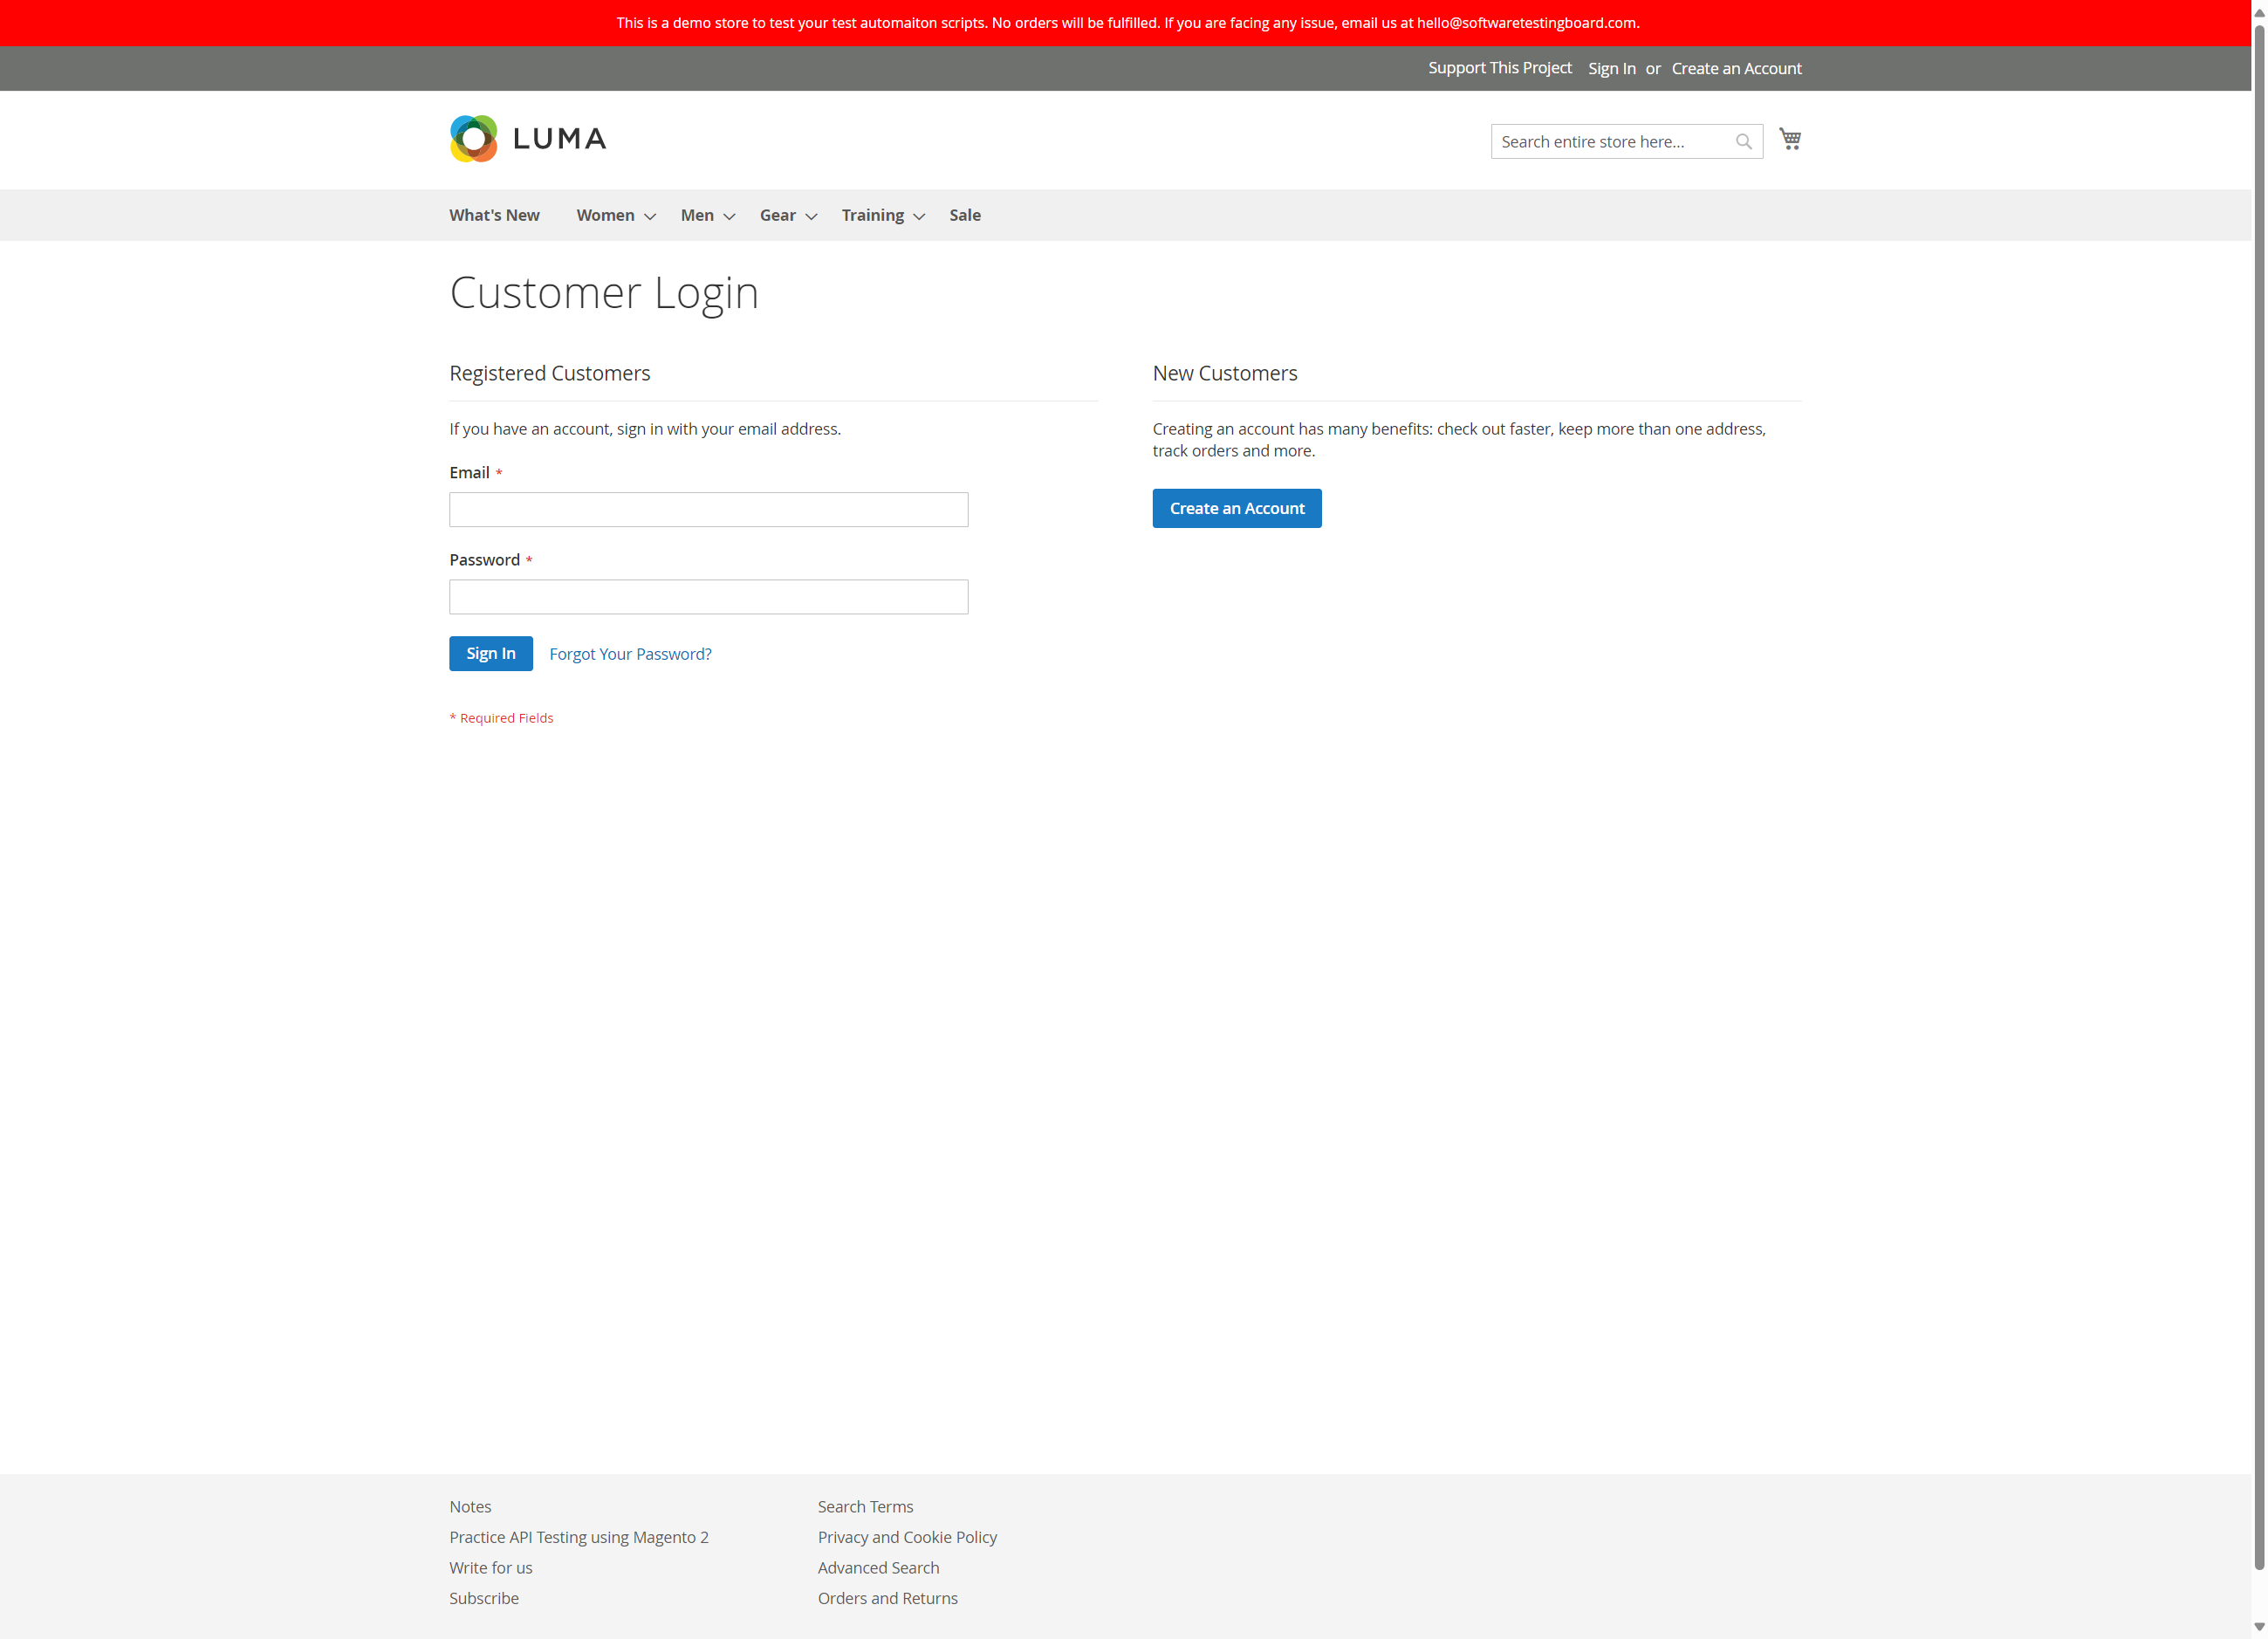 This is a demo store to test your test automaiton scripts. No orders will be fulfilled. If you are facing any issue, email us at hello@softwaretestingboard.com.
Support This Project Sign In or Create an Account
LUMA
Search entire store here...
What's New Women Men Gear Training Sale
Customer Login
Registered Customers
If you have an account, sign in with your email address.
Email *
Password *
Sign In Forgot Your Password?
* Required Fields
New Customers
Creating an account has many benefits: check out faster, keep more than one address,
track orders and more.
Create an Account
Notes
Practice API Testing using Magento 2
Write for us
Subscribe
Search Terms
Privacy and Cookie Policy
Advanced Search
Orders and Returns